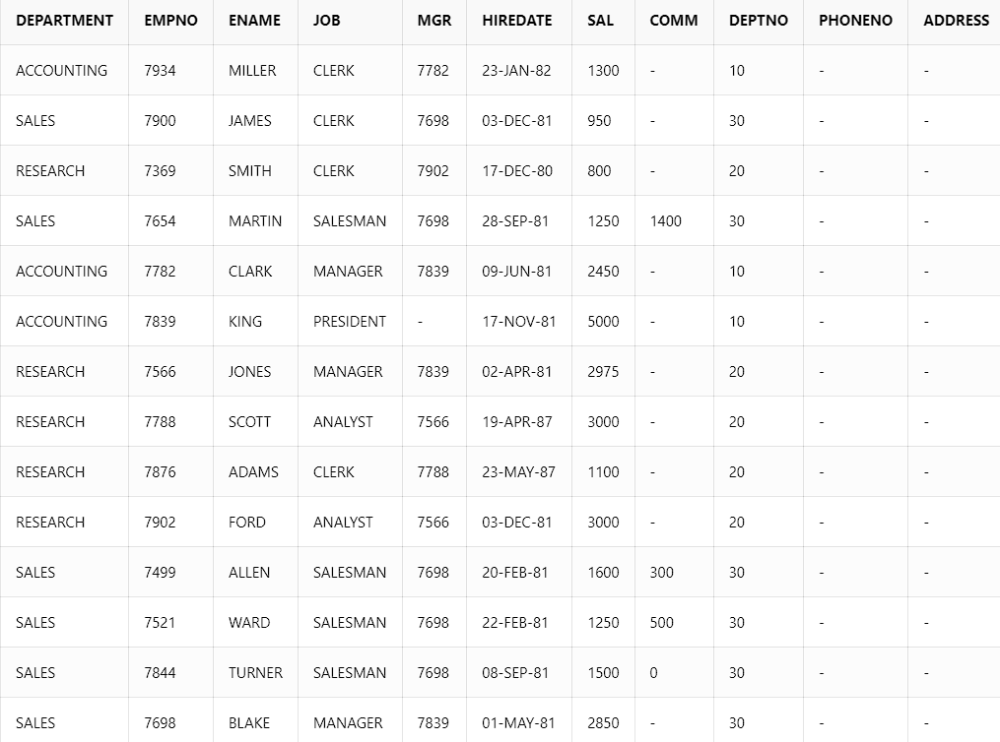 DEPARTMENT EMPNO ENAME JOB MGR HIREDATE SAL COMM DEPTNO PHONENO ADDRESS
ACCOUNTING 7934 MILLER CLERK 7782 23-JAN-82 1300 - 10 - -
SALES 7900 JAMES CLERK 7698 03-DEC-81 950 - 30 - -
RESEARCH 7369 SMITH CLERK 7902 17-DEC-80 800 - 20 - -
SALES 7654 MARTIN SALESMAN 7698 28-SEP-81 1250 1400 30 - -
ACCOUNTING 7782 CLARK MANAGER 7839 09-JUN-81 2450 - 10 - -
ACCOUNTING 7839 KING PRESIDENT - 17-NOV-81 5000 - 10 - -
RESEARCH 7566 JONES MANAGER 7839 02-APR-81 2975 - 20 - -
RESEARCH 7788 SCOTT ANALYST 7566 19-APR-87 3000 - 20 - -
RESEARCH 7876 ADAMS CLERK 7788 23-MAY-87 1100 - 20 - -
RESEARCH 7902 FORD ANALYST 7566 03-DEC-81 3000 - 20 - -
SALES 7499 ALLEN SALESMAN 7698 20-FEB-81 1600 300 30 - -
SALES 7521 WARD SALESMAN 7698 22-FEB-81 1250 500 30 - -
SALES 7844 TURNER SALESMAN 7698 08-SEP-81 1500 0 30 - -
SALES 7698 BLAKE MANAGER 7839 01-MAY-81 2850 - 30 - -